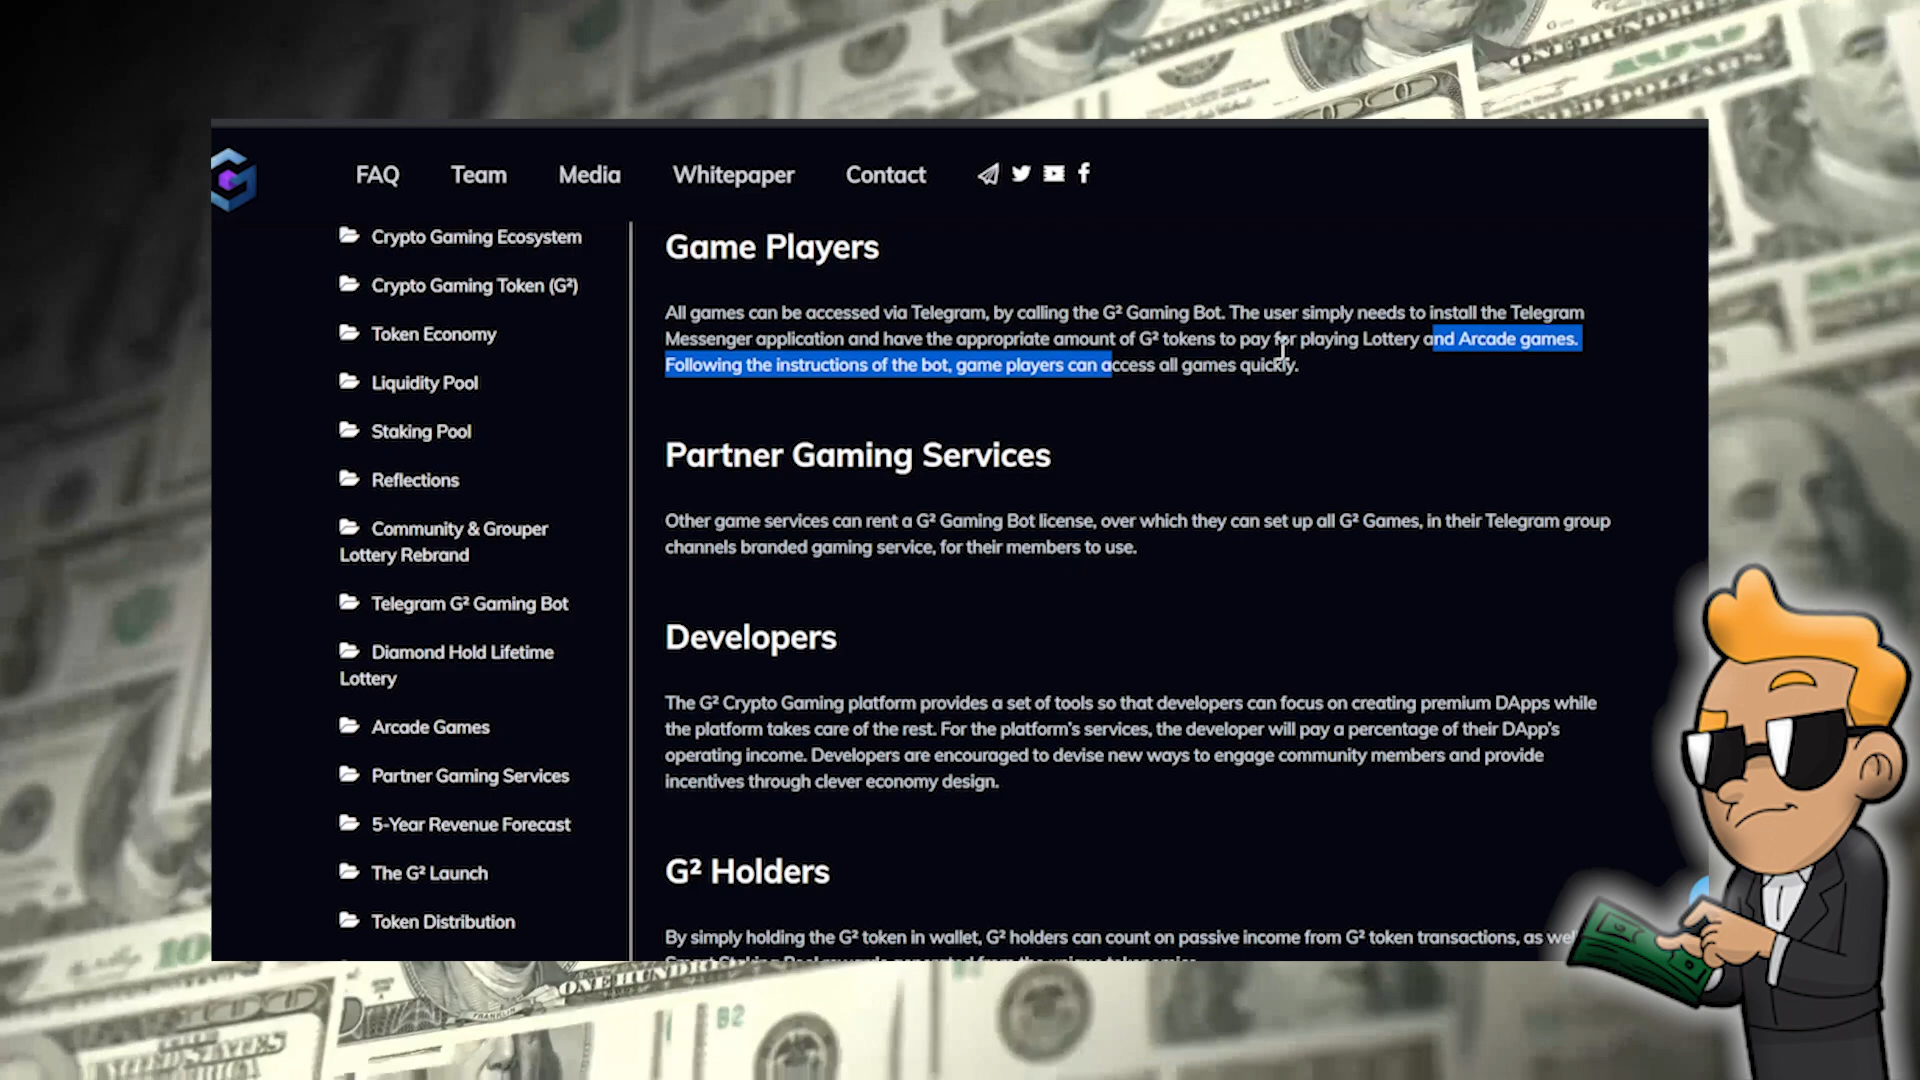 FAQ Team Media Whitepaper Contact
Crypto Gaming Ecosystem
Crypto Gaming Token (G²)
Token Economy
Liquidity Pool
Staking Pool
Reflections
Community & Grouper
Lottery Rebrand
Telegram G² Gaming Bot
Diamond Hold Lifetime
Lottery
Arcade Games
Partner Gaming Services
5-Year Revenue Forecast
The G² Launch
Token Distribution
Game Players
All games can be accessed via Telegram, by calling the G² Gaming Bot. The user simply needs to install the Telegram
Messenger application and have the appropriate amount of G² tokens to pay for playing Lottery and Arcade games.
Following the instructions of the bot, game players can access all games quickly.
Partner Gaming Services
Other game services can rent a G² Gaming Bot license, over which they can set up all G² Games, in their Telegram group
channels branded gaming service, for their members to use.
Developers
The G² Crypto Gaming platform provides a set of tools so that developers can focus on creating premium DApps while
the platform takes care of the rest. For the platform's services, the developer will pay a percentage of their DApp's
operating income. Developers are encouraged to devise new ways to engage community members and provide
incentives through clever economy design.
G² Holders
By simply holding the G² token in wallet, G² holders can count on passive income from G² token transactions, as well